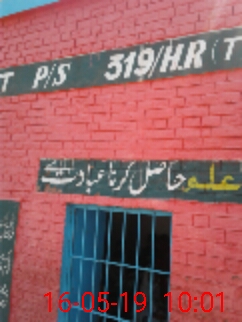 T P/S 319/H.R (T
علم حاصل کرنا عبادت ہے
16-05-19 10:01